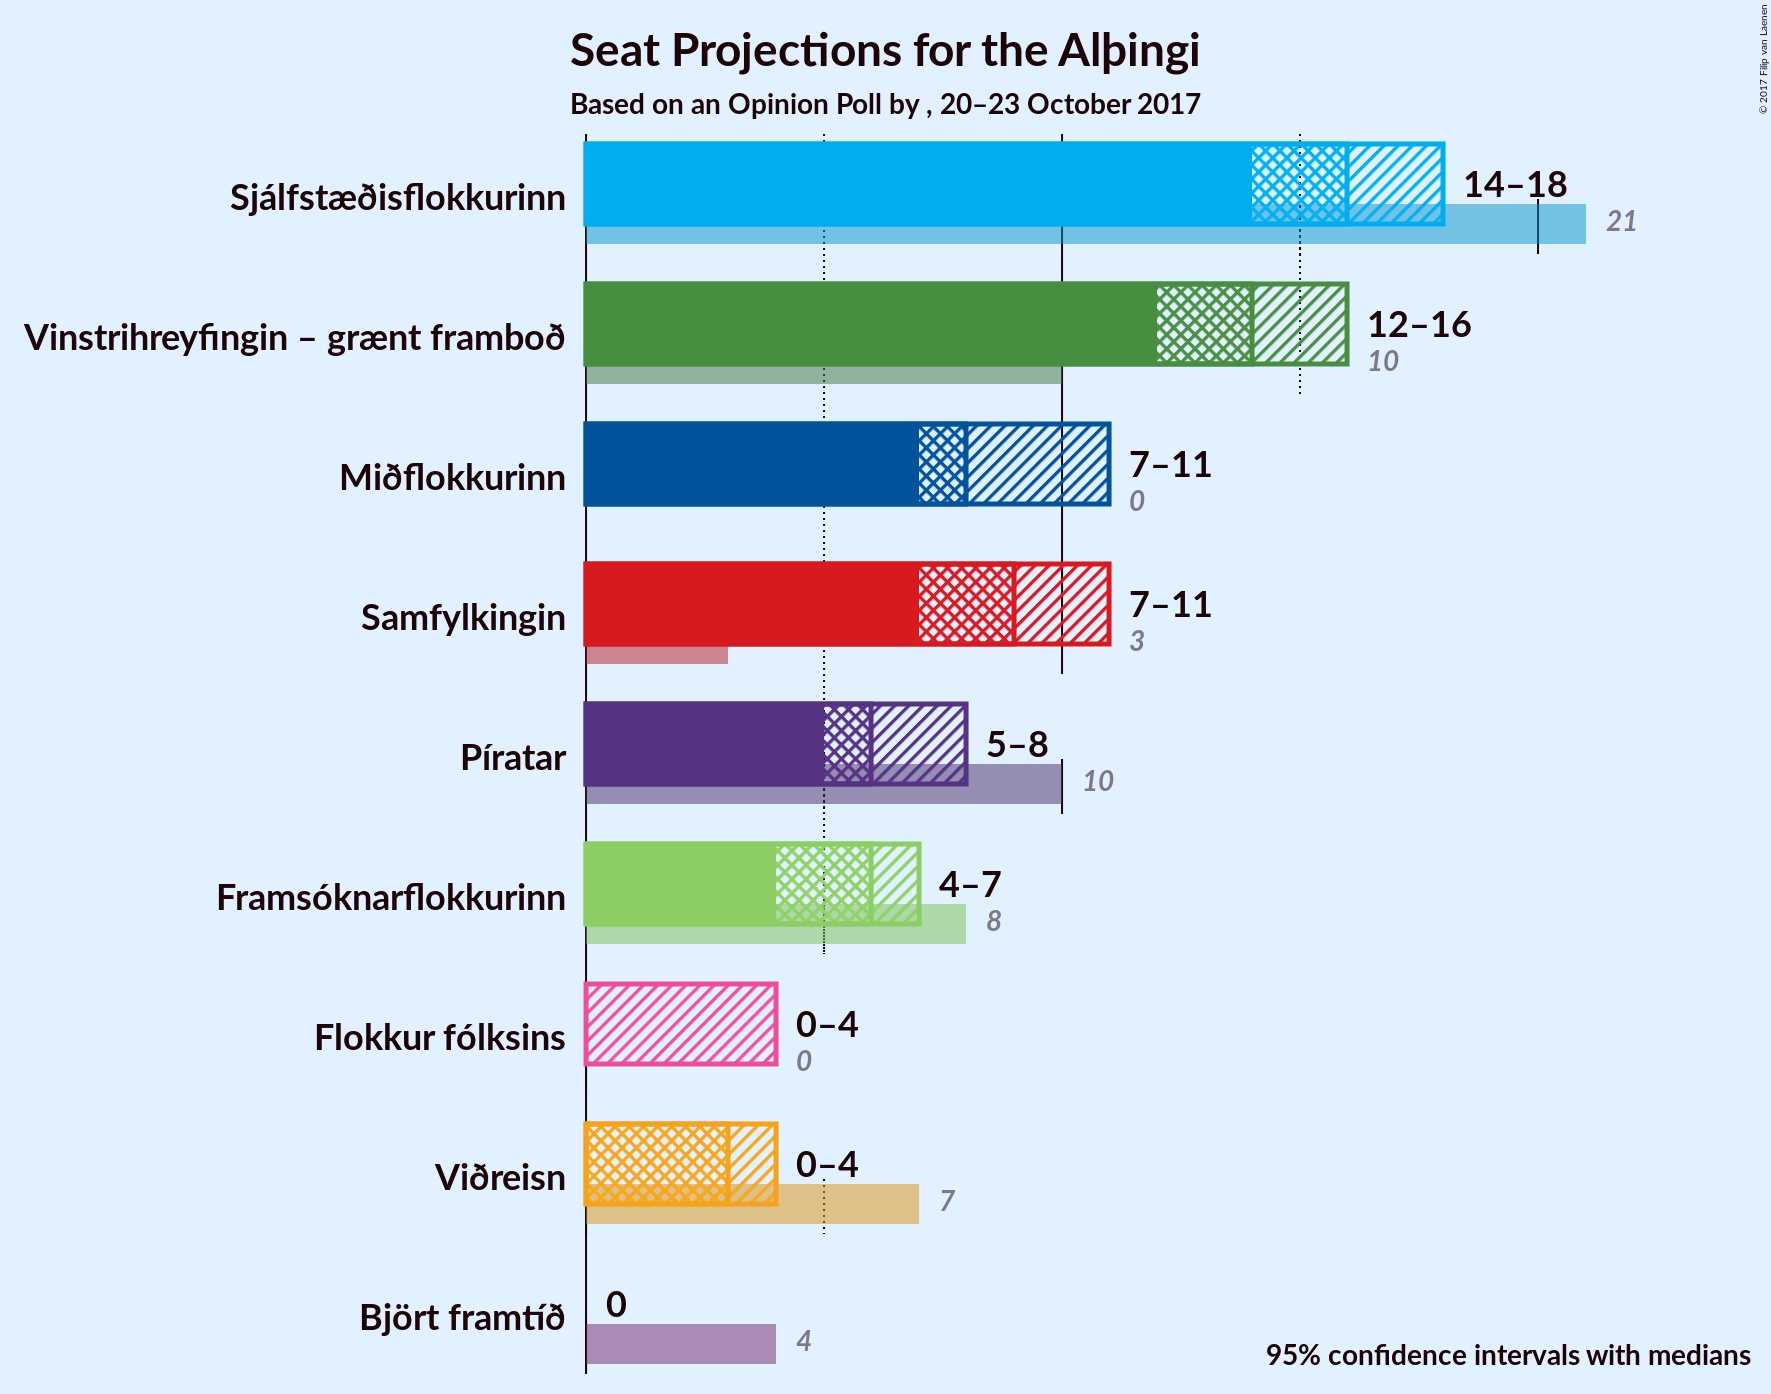 Seat Projections for the Alþingi
Based on an Opinion Poll by , 20–23 October 2017
© 2017 Filip van Laenen
Sjálfstæðisflokkurinn
14–18
21
Vinstrihreyfingin – grænt framboð
12–16
10
Miðflokkurinn
7–11
0
Samfylkingin
7–11
3
Píratar
5–8
10
Framsóknarflokkurinn
4–7
8
Flokkur fólksins
0–4
0
Viðreisn
0–4
7
Björt framtíð
0
4
95% confidence intervals with medians